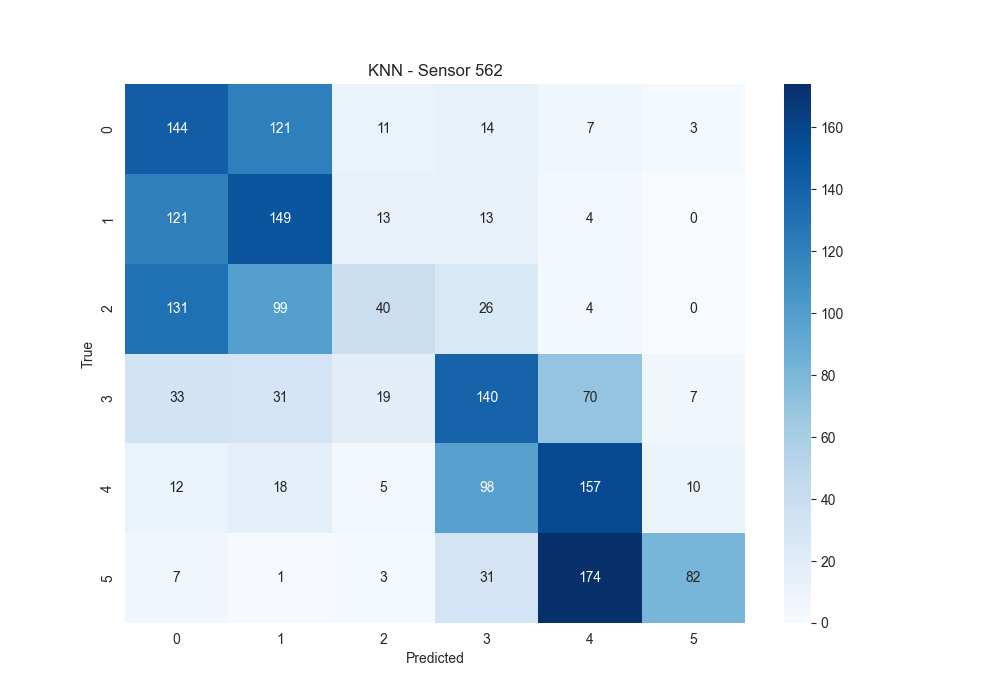 KNN - Sensor 562
0 144 121 11 14 7 3
1 121 149 13 13 4 0
2 131 99 40 26 4 0
3 33 31 19 140 70 7
4 12 18 5 98 157 10
5 7 1 3 31 174 82
0 1 2 3 4 5
Predicted
True
160
140
120
100
80
60
40
20
0